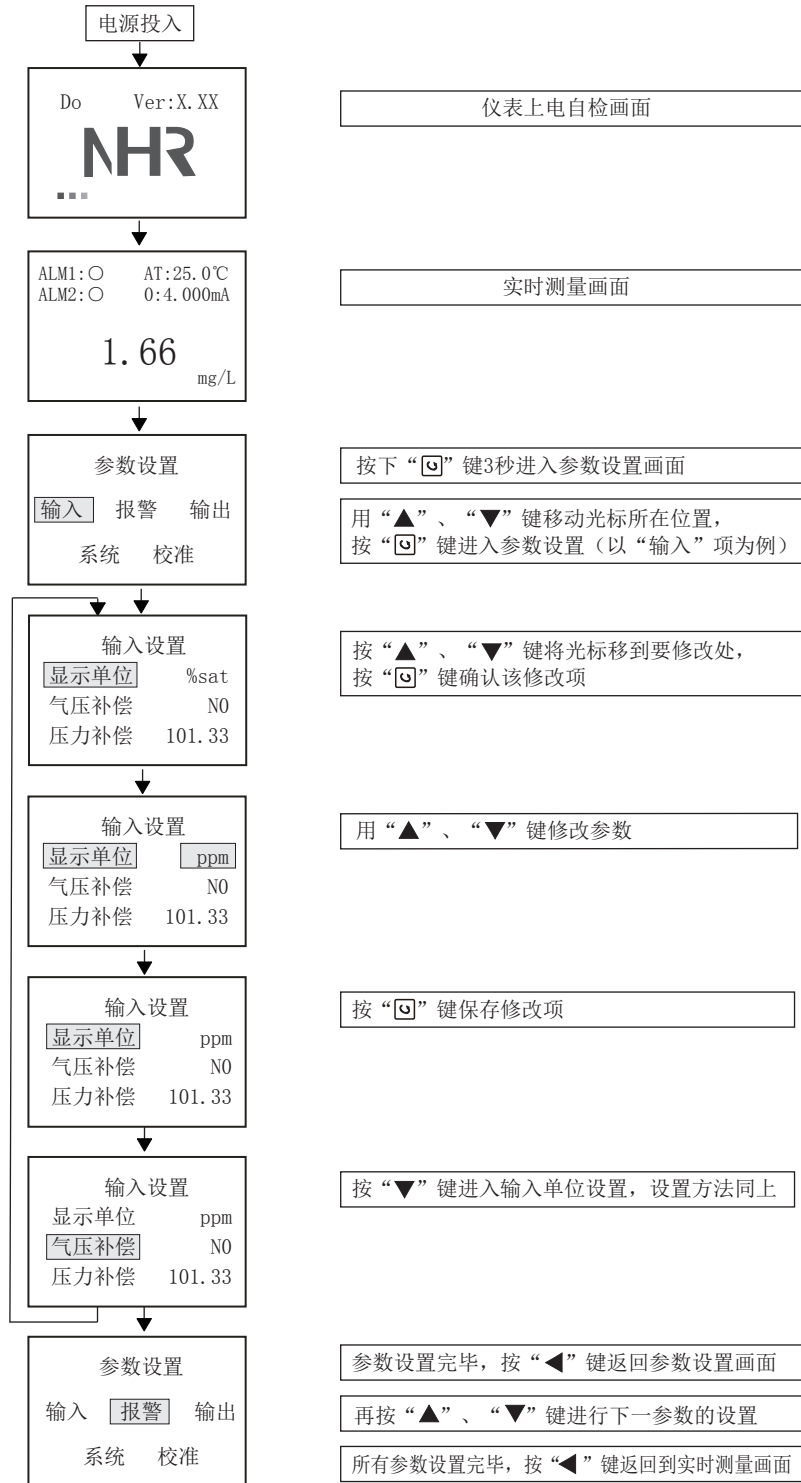 电源投入
Do Ver:X.XX
NHR
仪表上电自检画面
ALM1:○ AT:25.0℃
ALM2:○ 0:4.000mA
1.66
mg/L
实时测量画面
参数设置
输入 报警 输出
系统 校准
按下“”键3秒进入参数设置画面
用“▲”、“▼”键移动光标所在位置，
按“”键进入参数设置（以“输入”项为例）
输入设置
显示单位 %sat
气压补偿 NO
压力补偿 101.33
按“▲”、“▼”键将光标移到要修改处，
按“”键确认该修改项
输入设置
显示单位 ppm
气压补偿 NO
压力补偿 101.33
用“▲”、“▼”键修改参数
输入设置
显示单位 ppm
气压补偿 NO
压力补偿 101.33
按“”键保存修改项
输入设置
显示单位 ppm
气压补偿 NO
压力补偿 101.33
按“▼”键进入输入单位设置，设置方法同上
参数设置
输入 报警 输出
系统 校准
参数设置完毕，按“◀”键返回参数设置画面
再按“▲”、“▼”键进行下一参数的设置
所有参数设置完毕，按“◀”键返回到实时测量画面